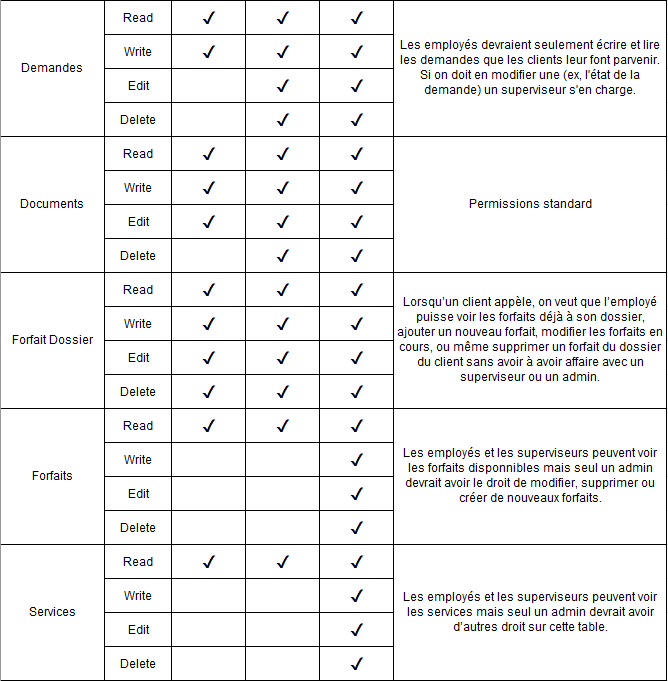 Demandes
Read ✓ ✓ ✓
Write ✓ ✓ ✓
Edit ✓ ✓
Delete ✓ ✓
Les employés devraient seulement écrire et lire
les demandes que les clients leur font parvenir.
Si on doit en modifier une (ex, l'état de la
demande) un superviseur s'en charge.
Documents
Read ✓ ✓ ✓
Write ✓ ✓ ✓
Edit ✓ ✓ ✓
Delete ✓ ✓
Permissions standard
Forfait Dossier
Read ✓ ✓ ✓
Write ✓ ✓ ✓
Edit ✓ ✓ ✓
Delete ✓ ✓ ✓
Lorsqu'un client appèle, on veut que l'employé
puisse voir les forfaits déjà à son dossier,
ajouter un nouveau forfait, modifier les forfaits en
cours, ou même supprimer un forfait du dossier
du client sans avoir à avoir affaire avec un
superviseur ou un admin.
Forfaits
Read ✓ ✓ ✓
Write ✓
Edit ✓
Delete ✓
Les employés et les superviseurs peuvent voir
les forfaits disponnibles mais seul un admin
devrait avoir le droit de modifier, supprimer ou
créer de nouveaux forfaits.
Services
Read ✓ ✓ ✓
Write ✓
Edit ✓
Delete ✓
Les employés et les superviseurs peuvent voir
les services mais seul un admin devrait avoir
d'autres droit sur cette table.